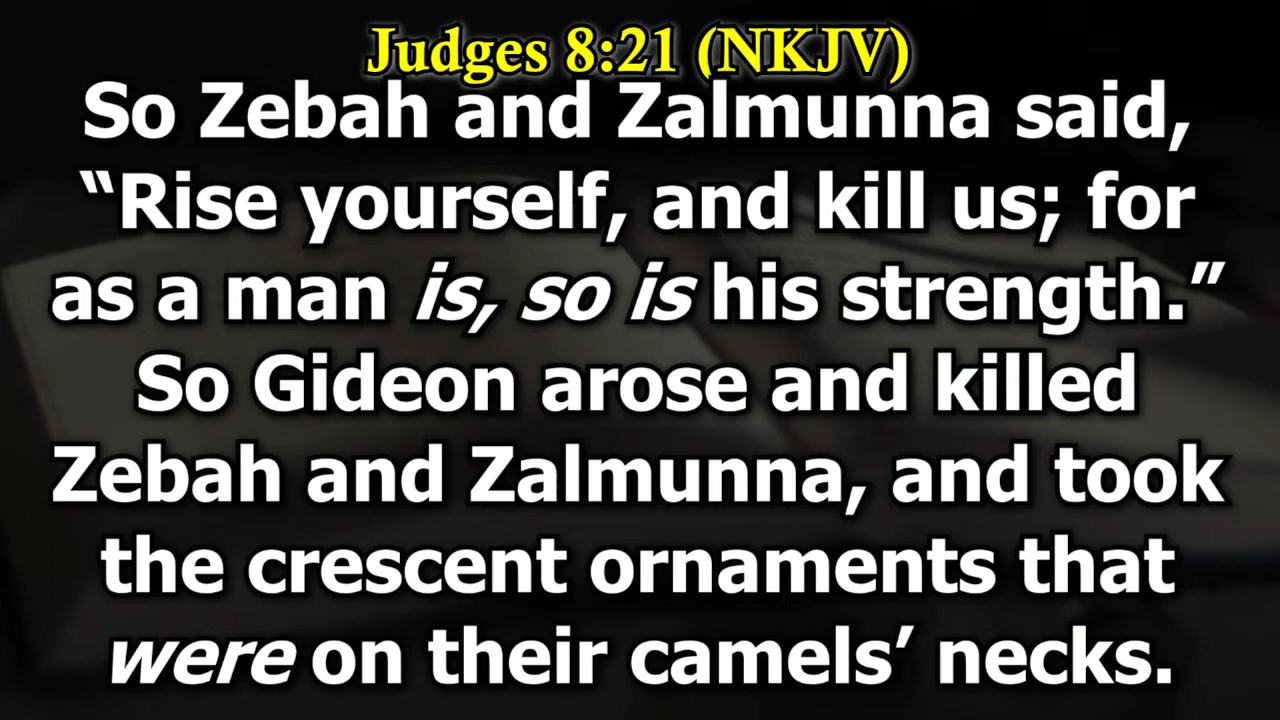 Judges 8:21 (NKJV)
So Zebah and Zalmunna said,
“Rise yourself, and kill us; for
as a man is, so is his strength.”
So Gideon arose and killed
Zebah and Zalmunna, and took
the crescent ornaments that
were on their camels’ necks.